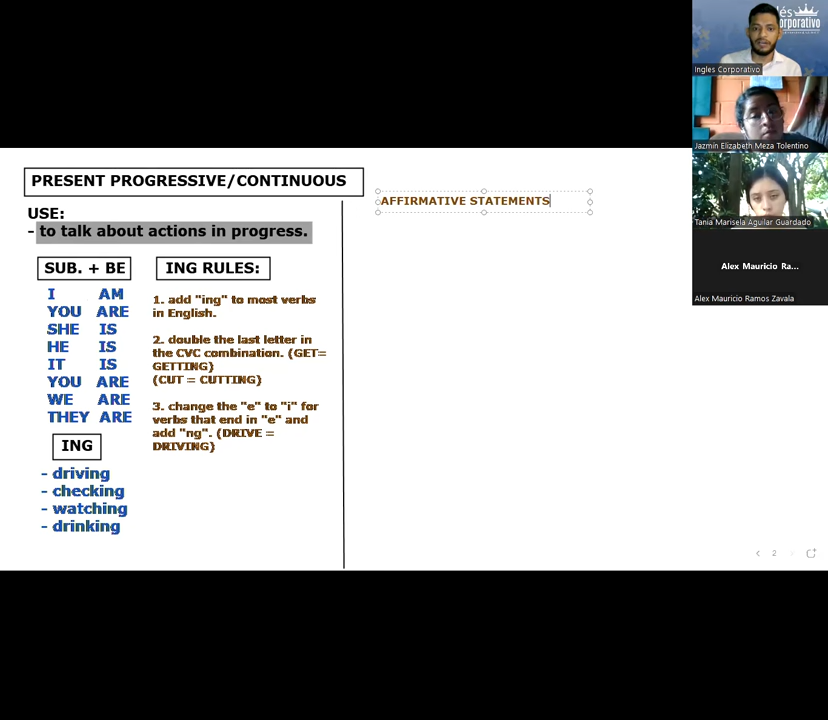 PRESENT PROGRESSIVE/CONTINUOUS
USE:
- to talk about actions in progress.
SUB. + BE
I AM
YOU ARE
SHE IS
HE IS
IT IS
YOU ARE
WE ARE
THEY ARE
ING
- driving
- checking
- watching
- drinking
ING RULES:
1. add "ing" to most verbs
in English.
2. double the last letter in
the CVC combination. (GET=
GETTING)
(CUT = CUTTING)
3. change the "e" to "i" for
verbs that end in "e" and
add "ng". (DRIVE =
DRIVING)
AFFIRMATIVE STATEMENTS
2
Ingles Corporativo
Jazmín Elizabeth Meza Tolentino
Tania Marisela Aguilar Guardado
Alex Mauricio Ra...
Alex Mauricio Ramos Zavala